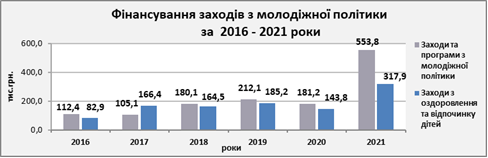 Фінансування заходів з молодіжної політики
за 2016 - 2021 роки
тис.грн.
600,0
400,0
200,0
0,0
112,4 82,9
105,1 166,4
180,1 164,5
212,1 185,2
181,2 143,8
553,8 317,9
2016 2017 2018 2019 2020 2021
роки
Заходи та
програми з
молодіжної
політики
Заходи з
оздоровлення
та відпочинку
дітей